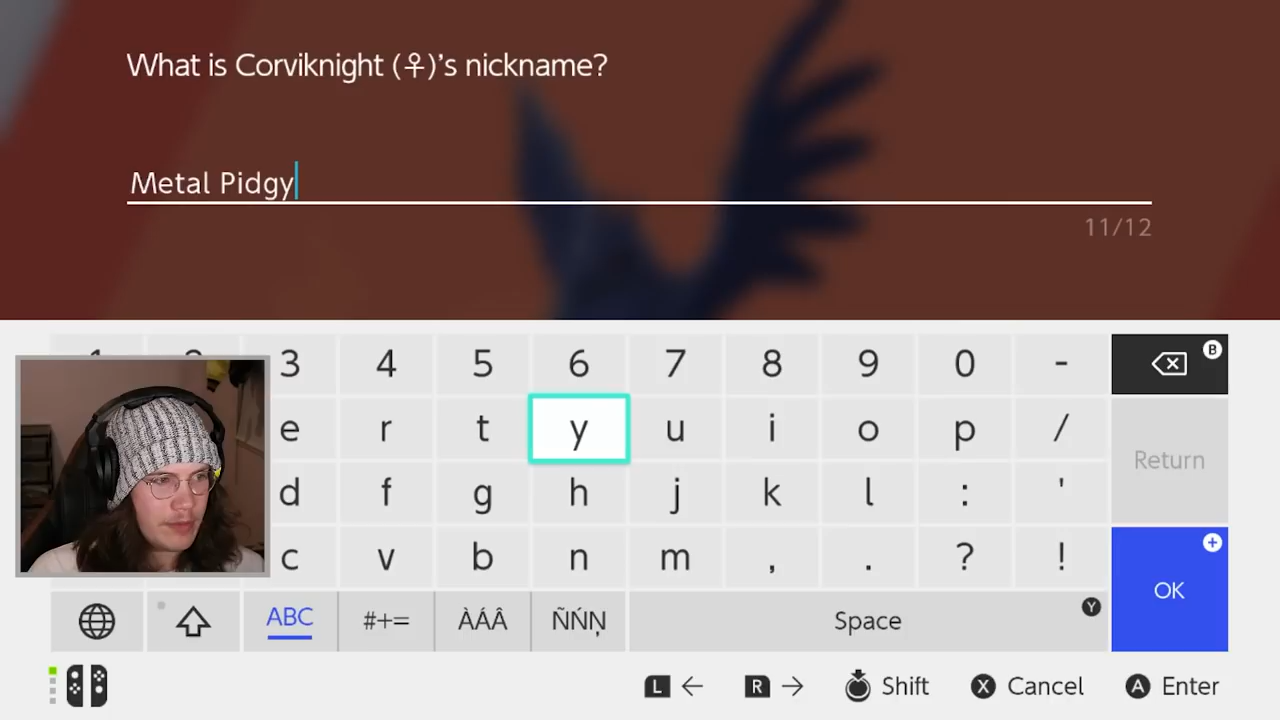 What is Corviknight (♀)'s nickname?
Metal Pidgy
11/12
3 4 5 6 7 8 9 0 - B
e r t y u i o p / Return
d f g h j k l : '
c v b n m , . ? ! + OK
ABC #+= ÀÁÂ ÑŃŅ Space Y
L ← R → Shift X Cancel A Enter